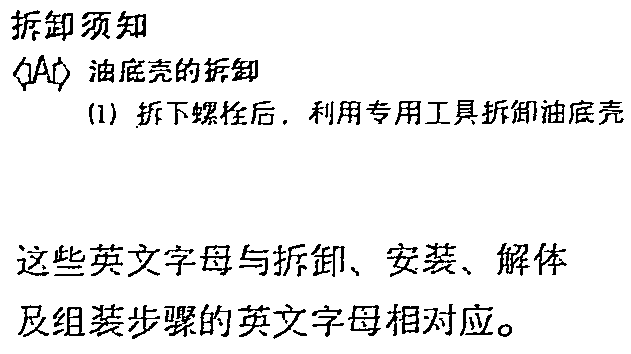 拆卸须知
〈A〉 油底壳的拆卸
(1) 拆下螺栓后，利用专用工具拆卸油底壳
这些英文字母与拆卸、安装、解体
及组装步骤的英文字母相对应。